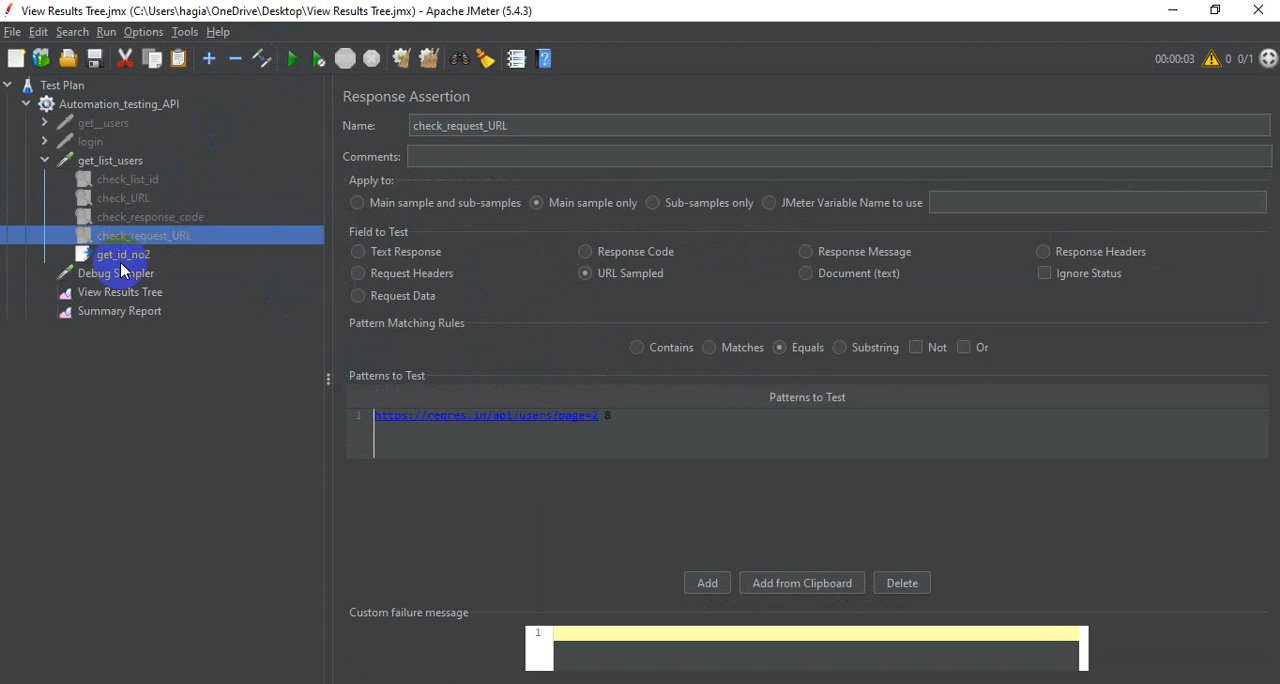 View Results Tree.jmx (C:\Users\hagia\OneDrive\Desktop\View Results Tree.jmx) - Apache JMeter (5.4.3)
File Edit Search Run Options Tools Help
00:00:03 0 0/1
Test Plan
Automation_testing_API
get__users
login
get_list_users
check_list_id
check_URL
check_response_code
check_request_URL
get_id_no2
Debug Sampler
View Results Tree
Summary Report
Response Assertion
Name: check_request_URL
Comments:
Apply to:
Main sample and sub-samples Main sample only Sub-samples only JMeter Variable Name to use
Field to Test
Text Response Response Code Response Message Response Headers
Request Headers URL Sampled Document (text) Ignore Status
Request Data
Pattern Matching Rules
Contains Matches Equals Substring Not Or
Patterns to Test
Patterns to Test
1 https://reqres.in/api/users?page=2 8
Add Add from Clipboard Delete
Custom failure message
1